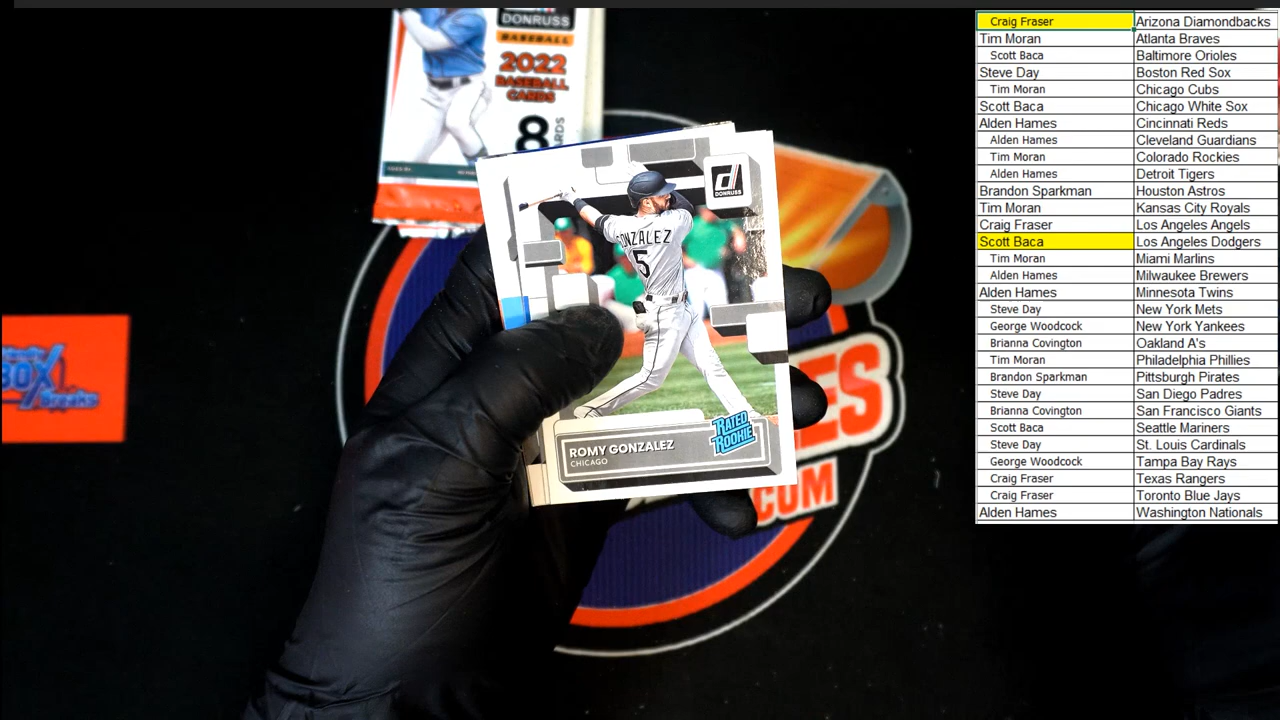 DONRUSS
BASEBALL
2022
BASEBALL
CARDS
8
CARDS
d
DONRUSS
GONZALEZ
5
RATED
ROOKIE
ROMY GONZALEZ
CHICAGO
BOX
Breaks
.COM
Craig Fraser Arizona Diamondbacks
Tim Moran Atlanta Braves
Scott Baca Baltimore Orioles
Steve Day Boston Red Sox
Tim Moran Chicago Cubs
Scott Baca Chicago White Sox
Alden Hames Cincinnati Reds
Alden Hames Cleveland Guardians
Tim Moran Colorado Rockies
Alden Hames Detroit Tigers
Brandon Sparkman Houston Astros
Tim Moran Kansas City Royals
Craig Fraser Los Angeles Angels
Scott Baca Los Angeles Dodgers
Tim Moran Miami Marlins
Alden Hames Milwaukee Brewers
Alden Hames Minnesota Twins
Steve Day New York Mets
George Woodcock New York Yankees
Brianna Covington Oakland A's
Tim Moran Philadelphia Phillies
Brandon Sparkman Pittsburgh Pirates
Steve Day San Diego Padres
Brianna Covington San Francisco Giants
Scott Baca Seattle Mariners
Steve Day St. Louis Cardinals
George Woodcock Tampa Bay Rays
Craig Fraser Texas Rangers
Craig Fraser Toronto Blue Jays
Alden Hames Washington Nationals